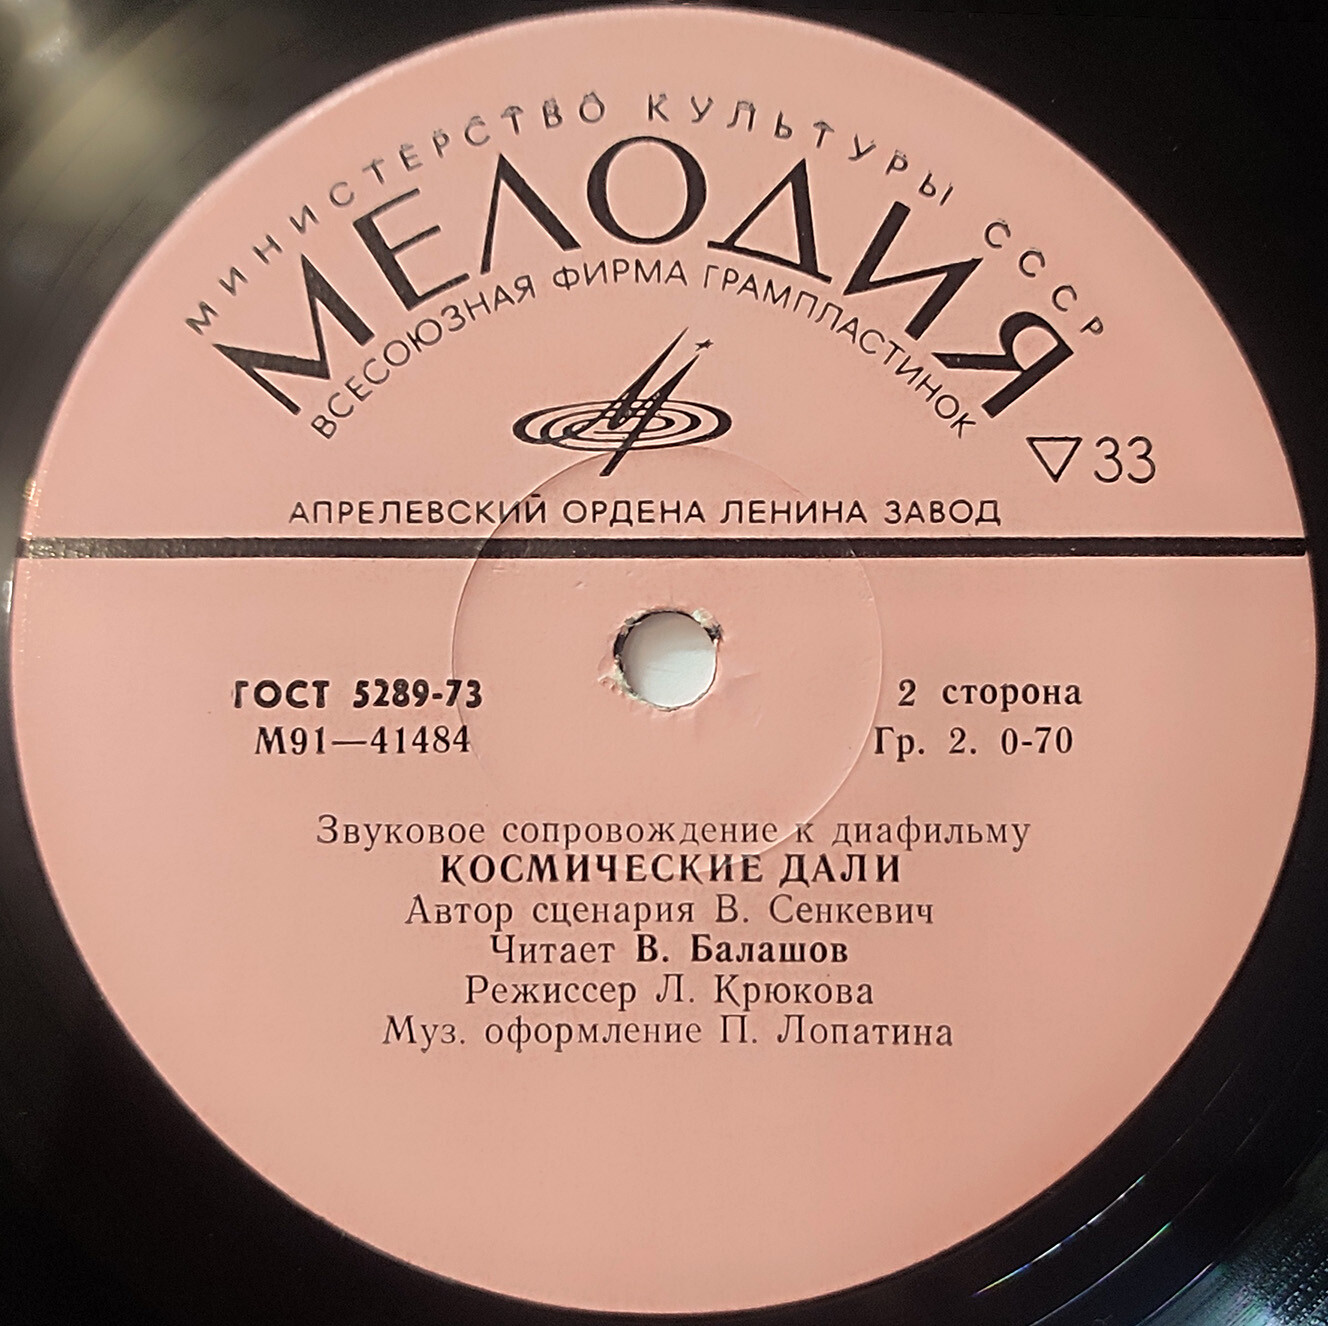 МИНИСТЕРСТВО КУЛЬТУРЫ СССР
МЕЛОДИЯ
ВСЕСОЮЗНАЯ ФИРМА ГРАМПЛАСТИНОК
▽33
АПРЕЛЕВСКИЙ ОРДЕНА ЛЕНИНА ЗАВОД
ГОСТ 5289-73
М91—41484
2 сторона
Гр. 2. 0-70
Звуковое сопровождение к диафильму
КОСМИЧЕСКИЕ ДАЛИ
Автор сценария В. Сенкевич
Читает В. Балашов
Режиссер Л. Крюкова
Муз. оформление П. Лопатина